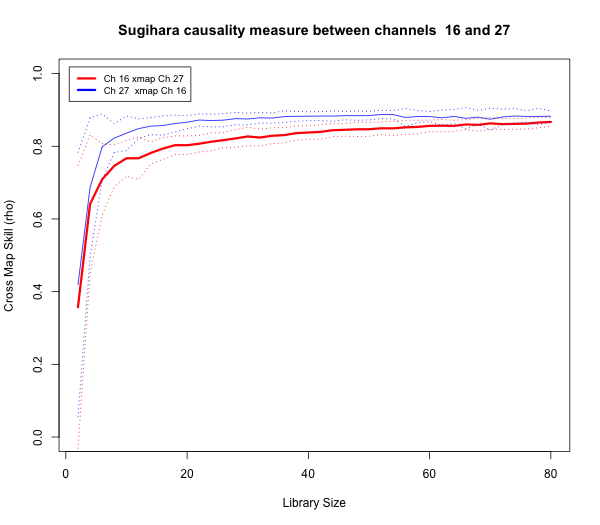 Sugihara causality measure between channels  16 and 27
Ch 16 xmap Ch 27
Ch 27  xmap Ch 16
Cross Map Skill (rho)
1.0
0.8
0.6
0.4
0.2
0.0
0 20 40 60 80
Library Size